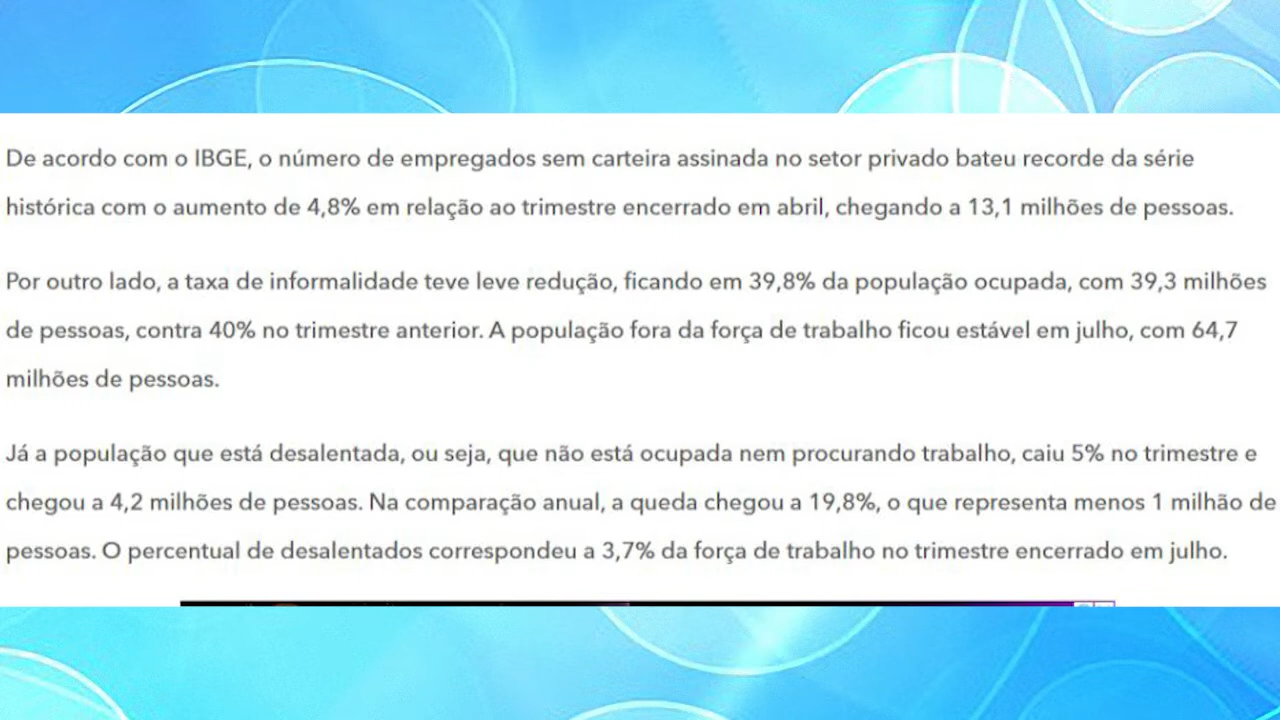 De acordo com o IBGE, o número de empregados sem carteira assinada no setor privado bateu recorde da série
histórica com o aumento de 4,8% em relação ao trimestre encerrado em abril, chegando a 13,1 milhões de pessoas.
Por outro lado, a taxa de informalidade teve leve redução, ficando em 39,8% da população ocupada, com 39,3 milhões
de pessoas, contra 40% no trimestre anterior. A população fora da força de trabalho ficou estável em julho, com 64,7
milhões de pessoas.
Já a população que está desalentada, ou seja, que não está ocupada nem procurando trabalho, caiu 5% no trimestre e
chegou a 4,2 milhões de pessoas. Na comparação anual, a queda chegou a 19,8%, o que representa menos 1 milhão de
pessoas. O percentual de desalentados correspondeu a 3,7% da força de trabalho no trimestre encerrado em julho.